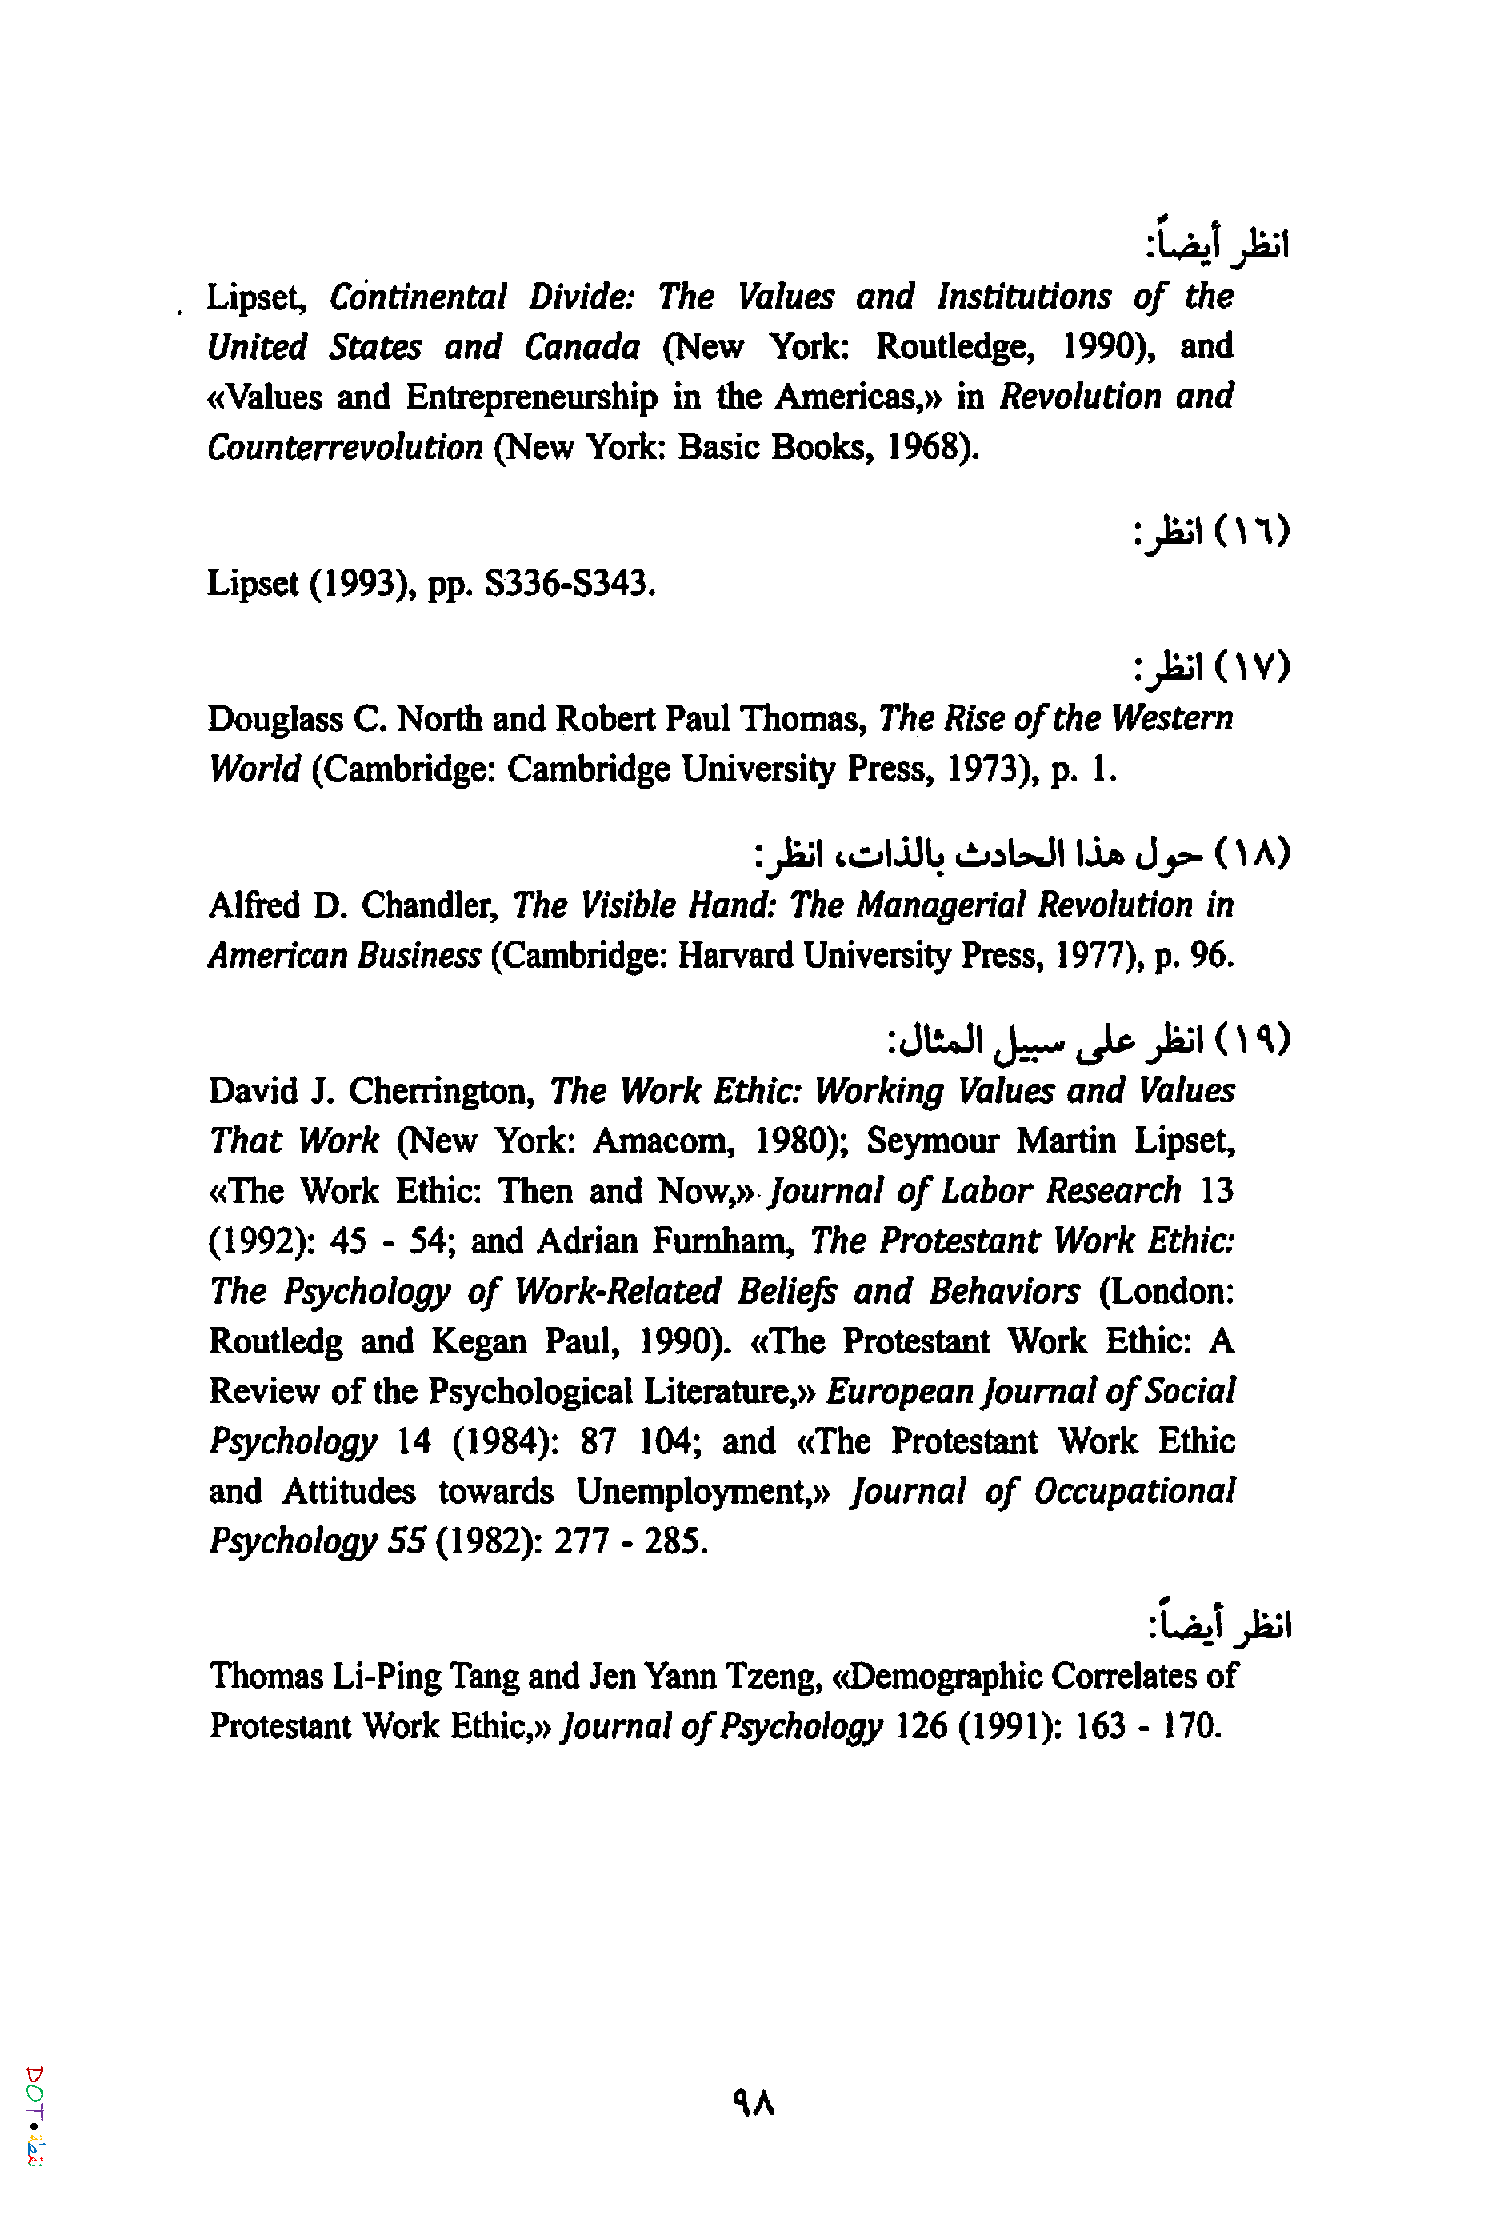 انظر أيضاً:
Lipset, Continental Divide: The Values and Institutions of the
United States and Canada (New York: Routledge, 1990), and
«Values and Entrepreneurship in the Americas,» in Revolution and
Counterrevolution (New York: Basic Books, 1968).
(١٦) انظر:
Lipset (1993), pp. S336-S343.
(١٧) انظر:
Douglass C. North and Robert Paul Thomas, The Rise of the Western
World (Cambridge: Cambridge University Press, 1973), p. 1.
(١٨) حول هذا الحادث بالذات، انظر:
Alfred D. Chandler, The Visible Hand: The Managerial Revolution in
American Business (Cambridge: Harvard University Press, 1977), p. 96.
(١٩) انظر على سبيل المثال:
David J. Cherrington, The Work Ethic: Working Values and Values
That Work (New York: Amacom, 1980); Seymour Martin Lipset,
«The Work Ethic: Then and Now,» Journal of Labor Research 13
(1992): 45 - 54; and Adrian Furnham, The Protestant Work Ethic:
The Psychology of Work-Related Beliefs and Behaviors (London:
Routledg and Kegan Paul, 1990). «The Protestant Work Ethic: A
Review of the Psychological Literature,» European Journal of Social
Psychology 14 (1984): 87 104; and «The Protestant Work Ethic
and Attitudes towards Unemployment,» Journal of Occupational
Psychology 55 (1982): 277 - 285.
انظر أيضاً:
Thomas Li-Ping Tang and Jen Yann Tzeng, «Demographic Correlates of
Protestant Work Ethic,» Journal of Psychology 126 (1991): 163 - 170.
٩٨
DOT•نقطة